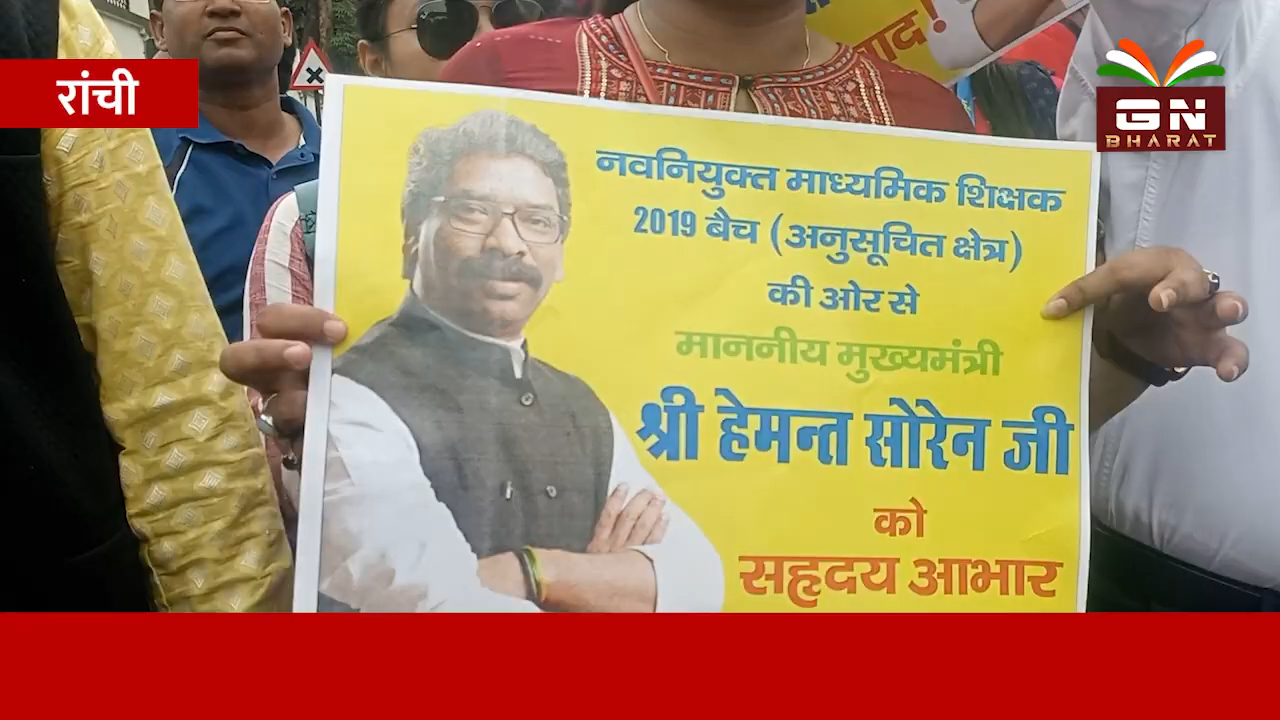 रांची
GN
BHARAT
नवनियुक्त माध्यमिक शिक्षक
2019 बैच (अनुसूचित क्षेत्र)
की ओर से
माननीय मुख्यमंत्री
श्री हेमन्त सोरेन जी
को
सहृदय आभार